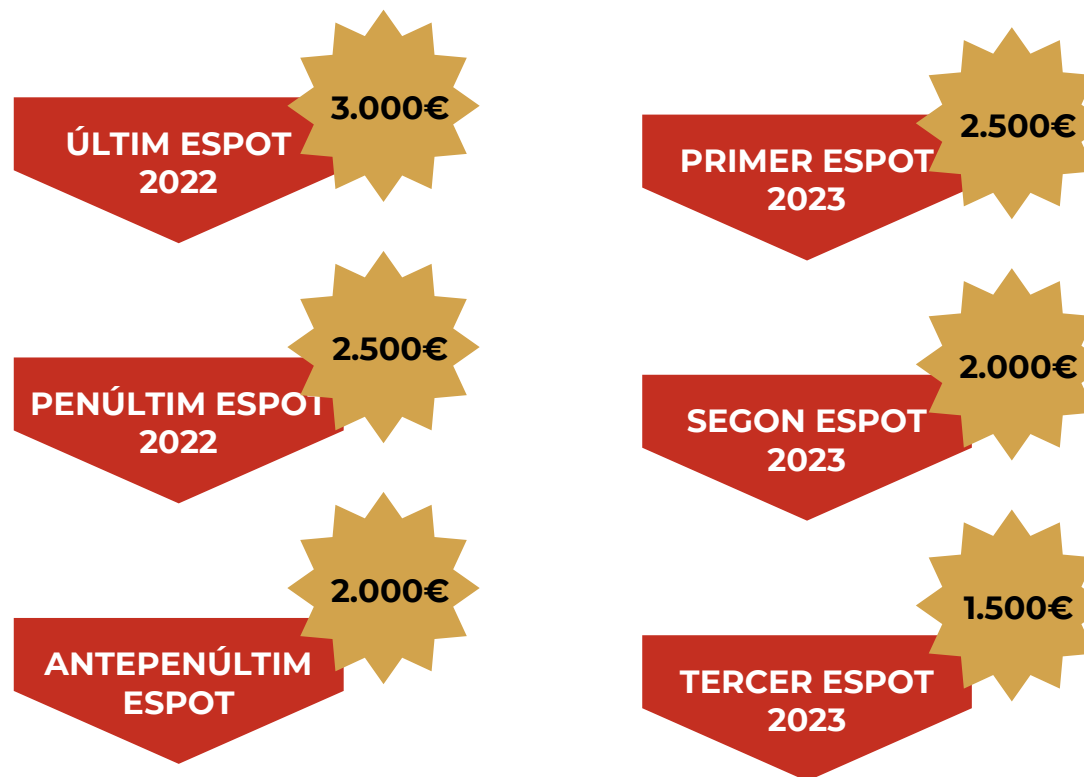 3.000€
ÚLTIM ESPOT
2022
2.500€
PENÚLTIM ESPOT
2022
2.000€
ANTEPENÚLTIM
ESPOT
2.500€
PRIMER ESPOT
2023
2.000€
SEGON ESPOT
2023
1.500€
TERCER ESPOT
2023